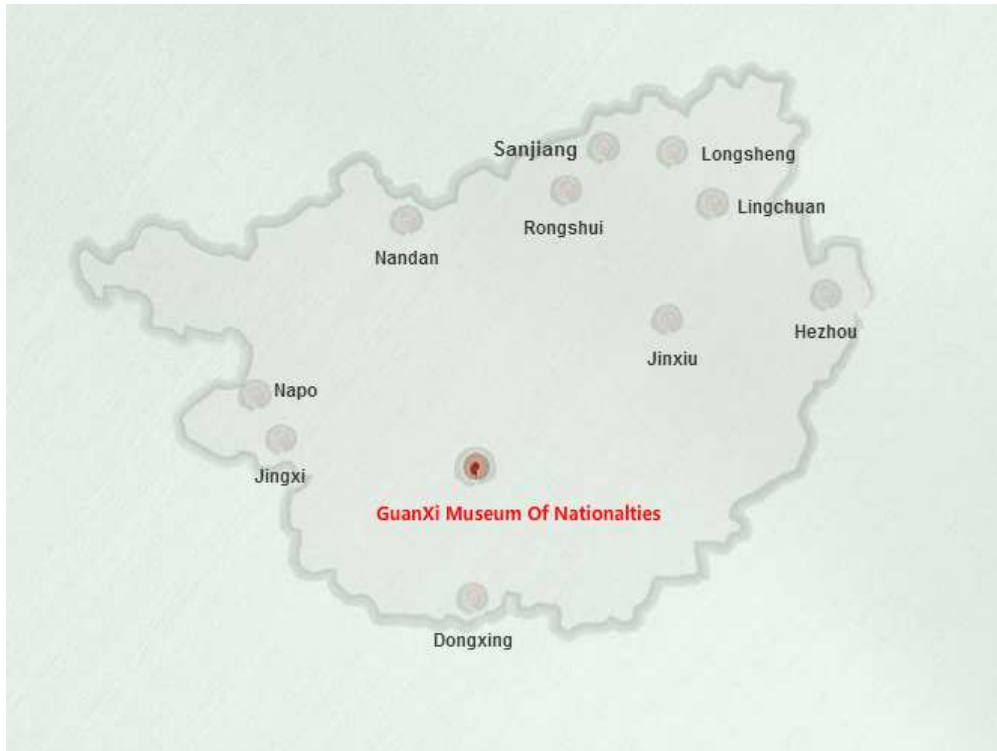 Sanjiang
Longsheng
Lingchuan
Rongshui
Nandan
Hezhou
Jinxiu
Napo
Jingxi
GuanXi Museum Of Nationalties
Dongxing